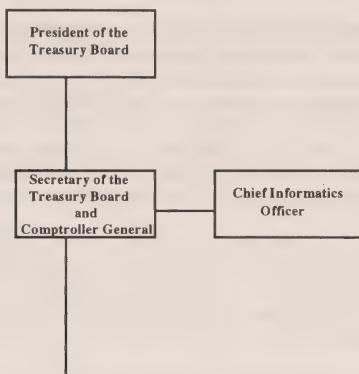 President of the
Treasury Board
Secretary of the
Treasury Board
and
Comptroller General
Chief Informatics
Officer